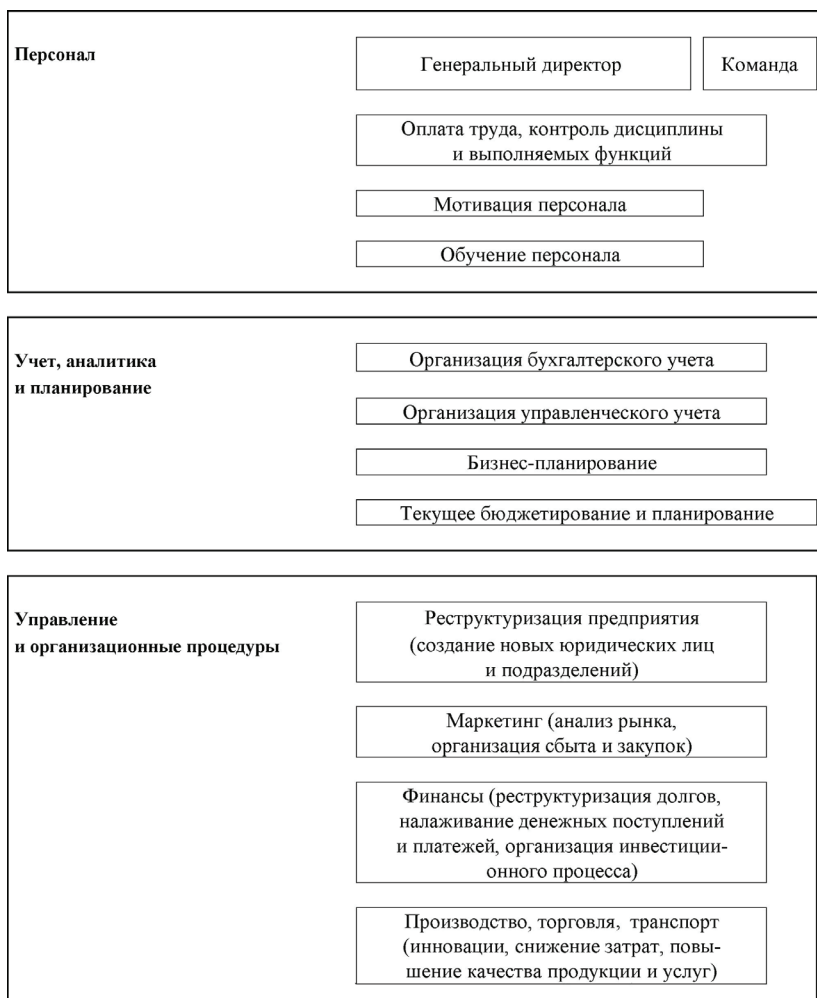 Персонал
Генеральный директор
Команда
Оплата труда, контроль дисциплины
и выполняемых функций
Мотивация персонала
Обучение персонала
Учет, аналитика
и планирование
Организация бухгалтерского учета
Организация управленческого учета
Бизнес-планирование
Текущее бюджетирование и планирование
Управление
и организационные процедуры
Реструктуризация предприятия
(создание новых юридических лиц
и подразделений)
Маркетинг (анализ рынка,
организация сбыта и закупок)
Финансы (реструктуризация долгов,
налаживание денежных поступлений
и платежей, организация инвестици-
онного процесса)
Производство, торговля, транспорт
(инновации, снижение затрат, повы-
шение качества продукции и услуг)